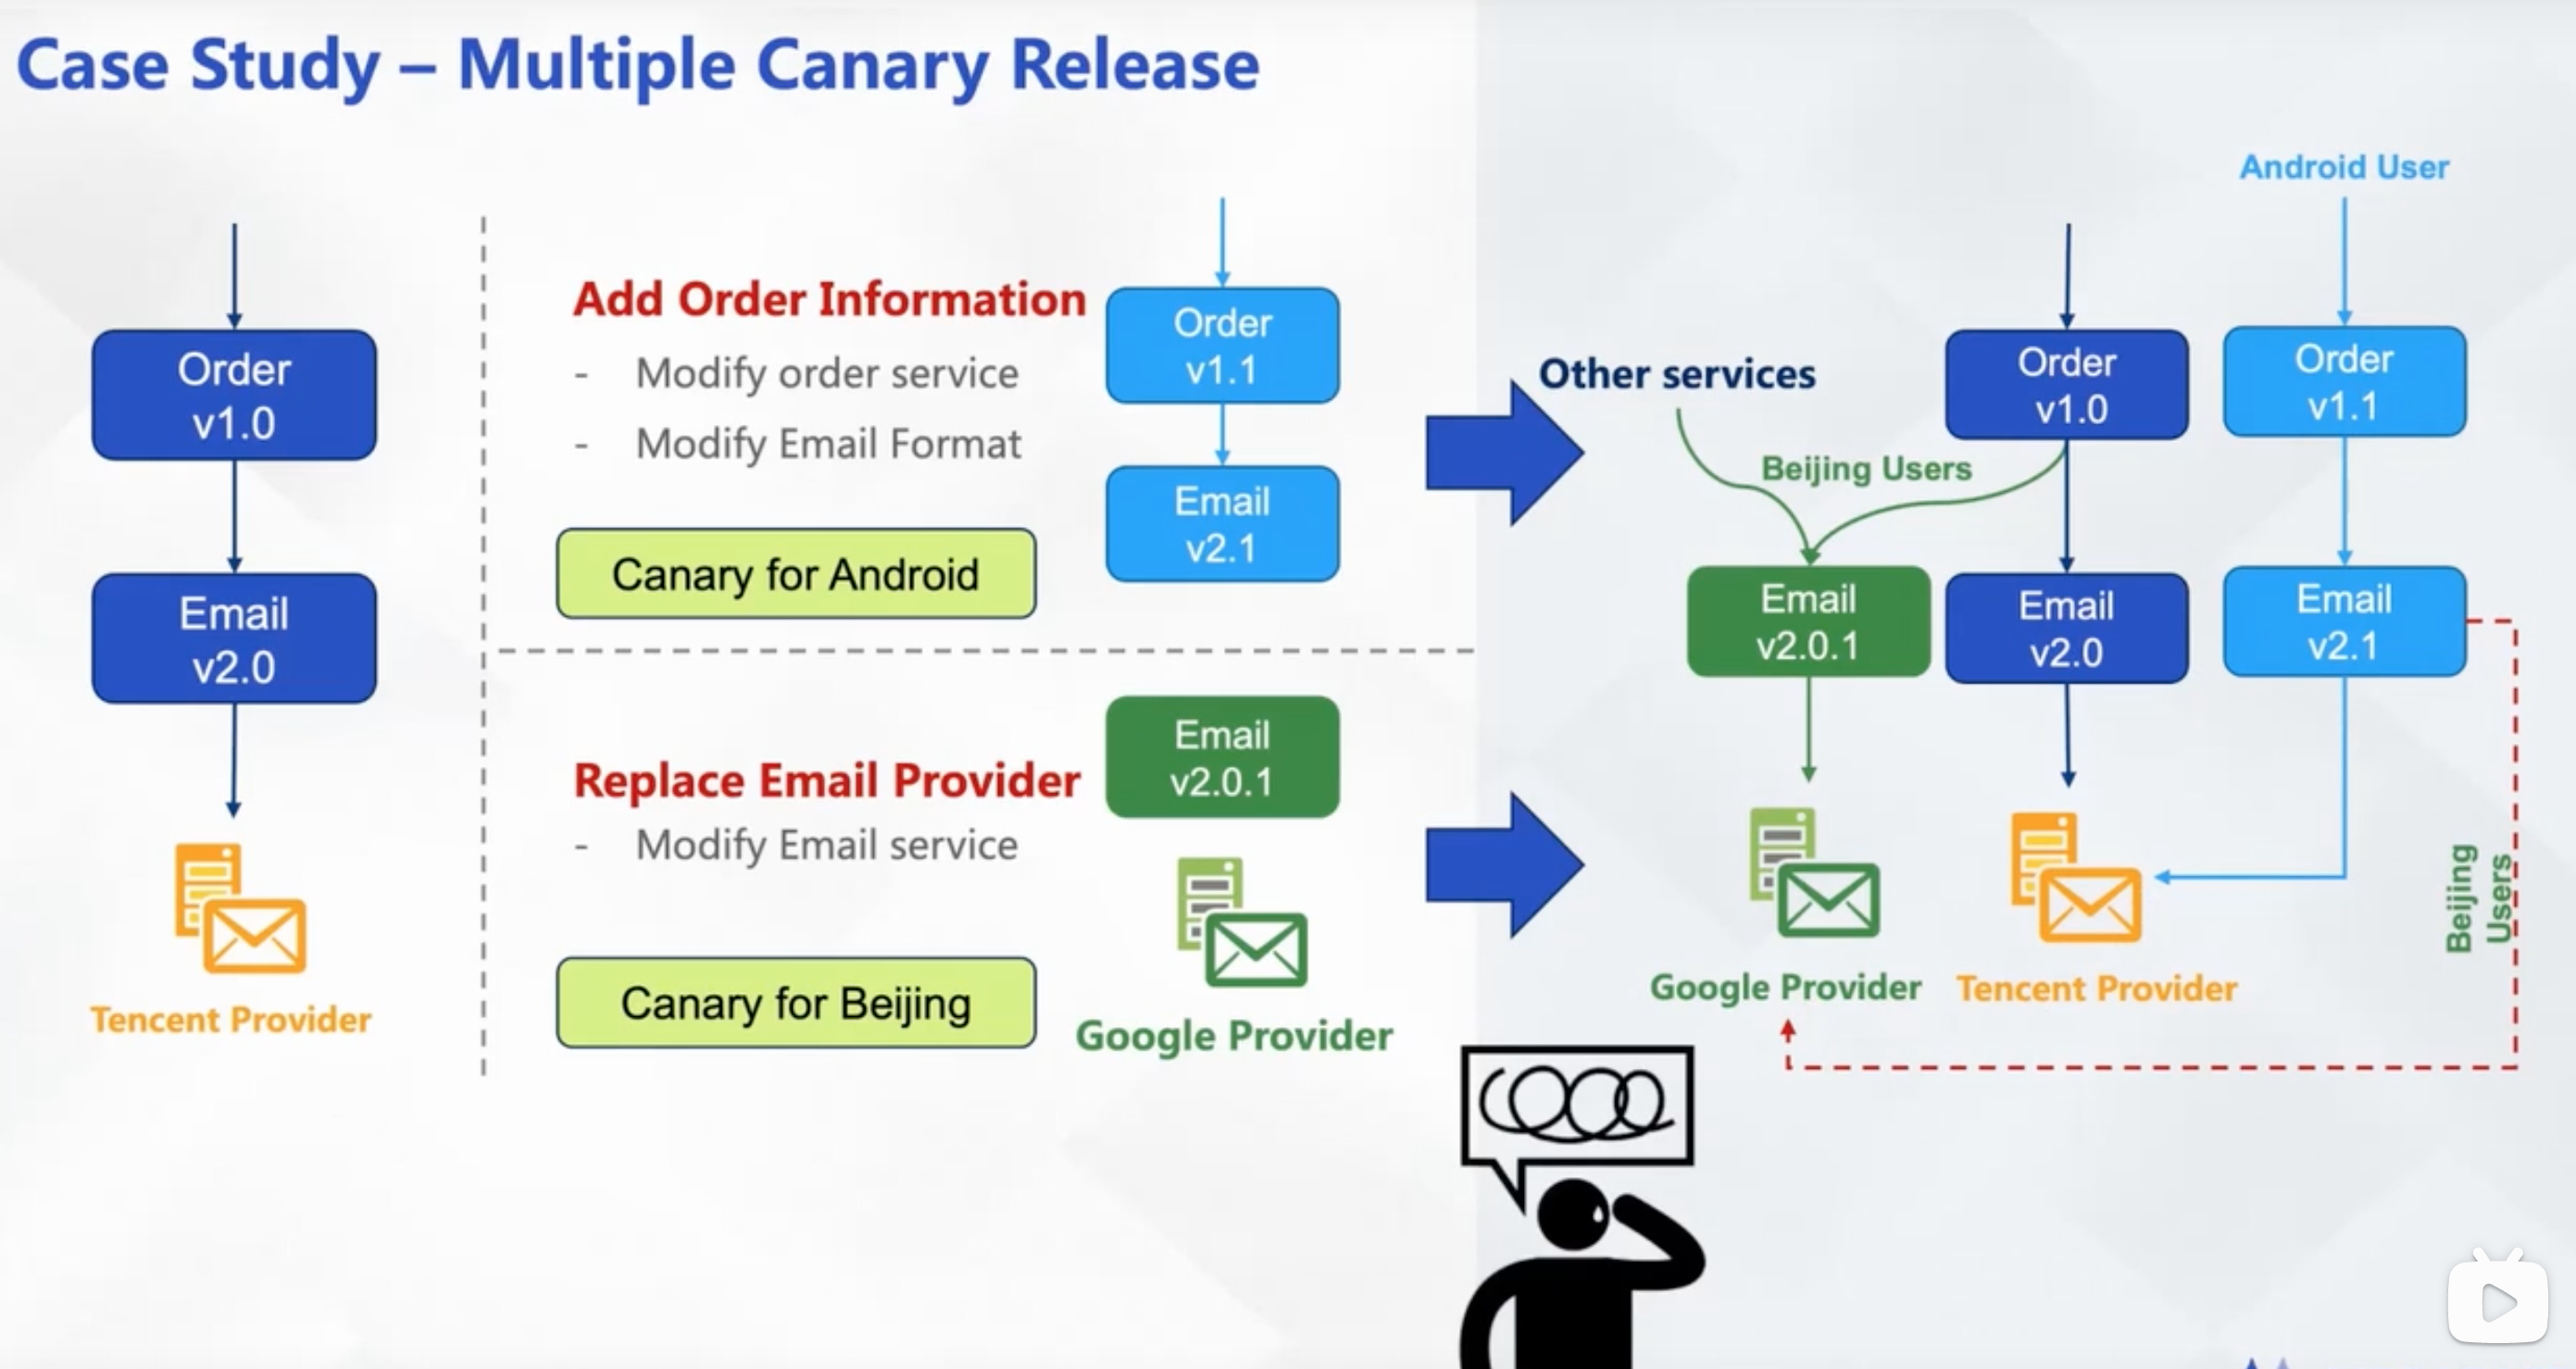 Case Study – Multiple Canary Release
Order
v1.0
Email
v2.0
Tencent Provider
Add Order Information
- Modify order service
- Modify Email Format
Canary for Android
Order
v1.1
Email
v2.1
Replace Email Provider
- Modify Email service
Canary for Beijing
Email
v2.0.1
Google Provider
Android User
Other services
Beijing Users
Order
v1.0
Order
v1.1
Email
v2.0.1
Email
v2.0
Email
v2.1
Beijing
Users
Google Provider
Tencent Provider